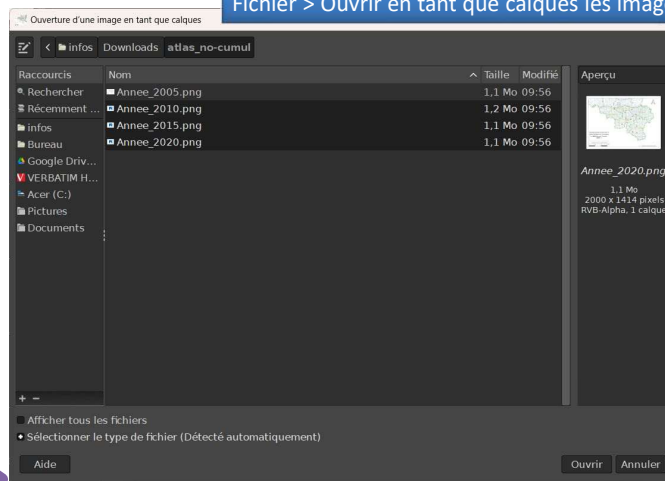 Fichier > Ouvrir en tant que calques les imag
Ouverture d'une image en tant que calques
infos Downloads atlas_no-cumul
Raccourcis Nom Taille Modifié Aperçu
Rechercher Annee_2005.png 1,1 Mo 09:56
Récemment ... Annee_2010.png 1,2 Mo 09:56
infos Annee_2015.png 1,1 Mo 09:56
Bureau Annee_2020.png 1,1 Mo 09:56
Google Driv...
VERBATIM H...
Acer (C:)
Pictures
Documents
Annee_2020.png
1,1 Mo
2000 x 1414 pixels
RVB-Alpha, 1 calque
Afficher tous les fichiers
Sélectionner le type de fichier (Détecté automatiquement)
Aide Ouvrir Annuler